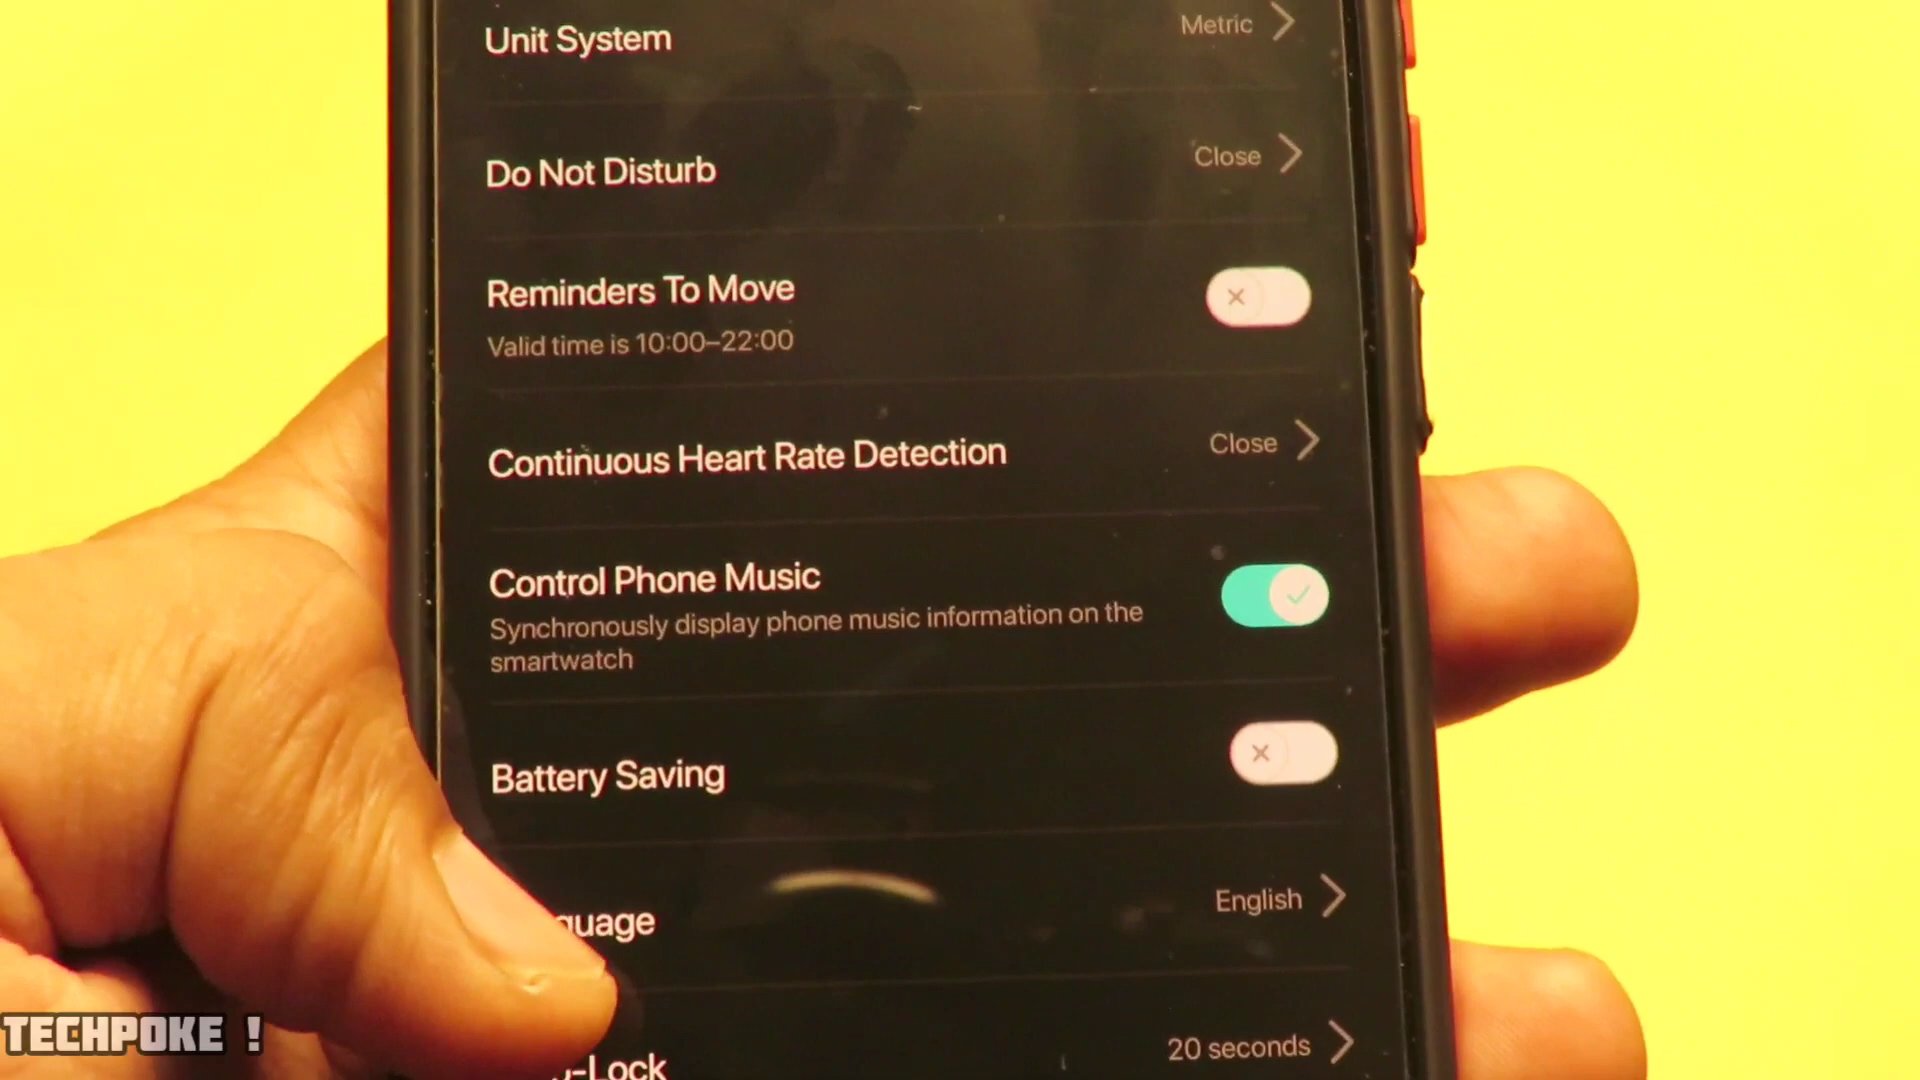 Unit System
Metric
Do Not Disturb
Close
Reminders To Move
Valid time is 10:00–22:00
Continuous Heart Rate Detection
Close
Control Phone Music
Synchronously display phone music information on the
smartwatch
Battery Saving
guage
English
-Lock
20 seconds
TECHPOKE !